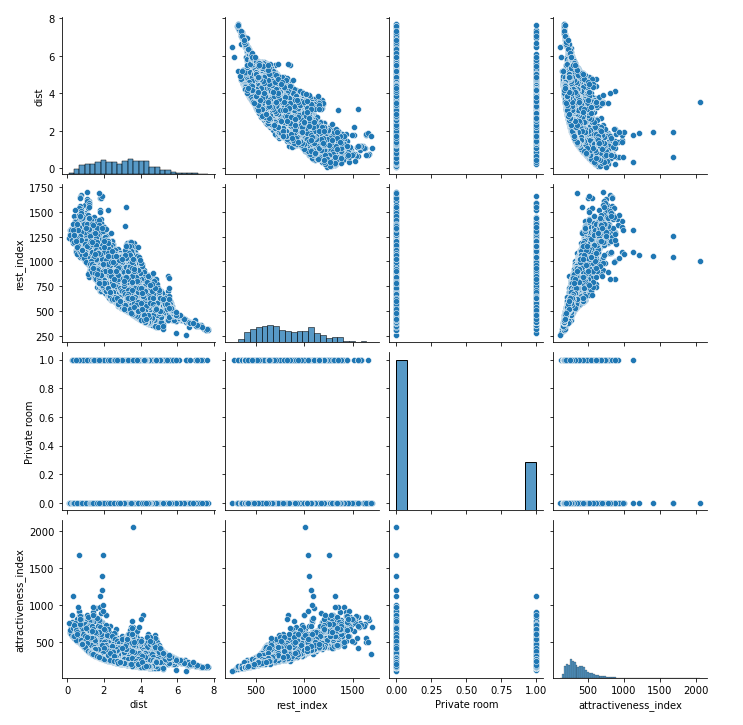 8
6
4
2
0
dist
1750
1500
1250
1000
750
500
250
rest_index
1.0
0.8
0.6
0.4
0.2
0.0
Private room
2000
1500
1000
500
attractiveness_index
0 2 4 6 8
dist
500 1000 1500
rest_index
0.00 0.25 0.50 0.75 1.00
Private room
500 1000 1500 2000
attractiveness_index